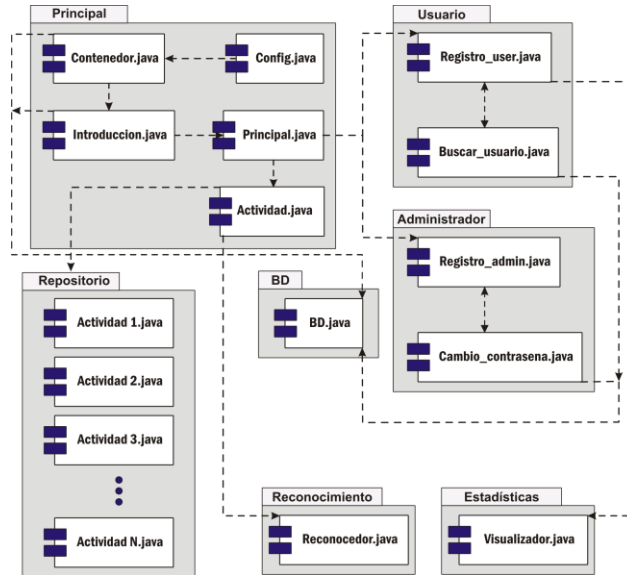 Principal
Contenedor.java
Config.java
Introduccion.java
Principal.java
Actividad.java
Usuario
Registro_user.java
Buscar_usuario.java
Administrador
Registro_admin.java
Cambio_contrasena.java
Repositorio
Actividad 1.java
Actividad 2.java
Actividad 3.java
Actividad N.java
BD
BD.java
Reconocimiento
Reconocedor.java
Estadísticas
Visualizador.java